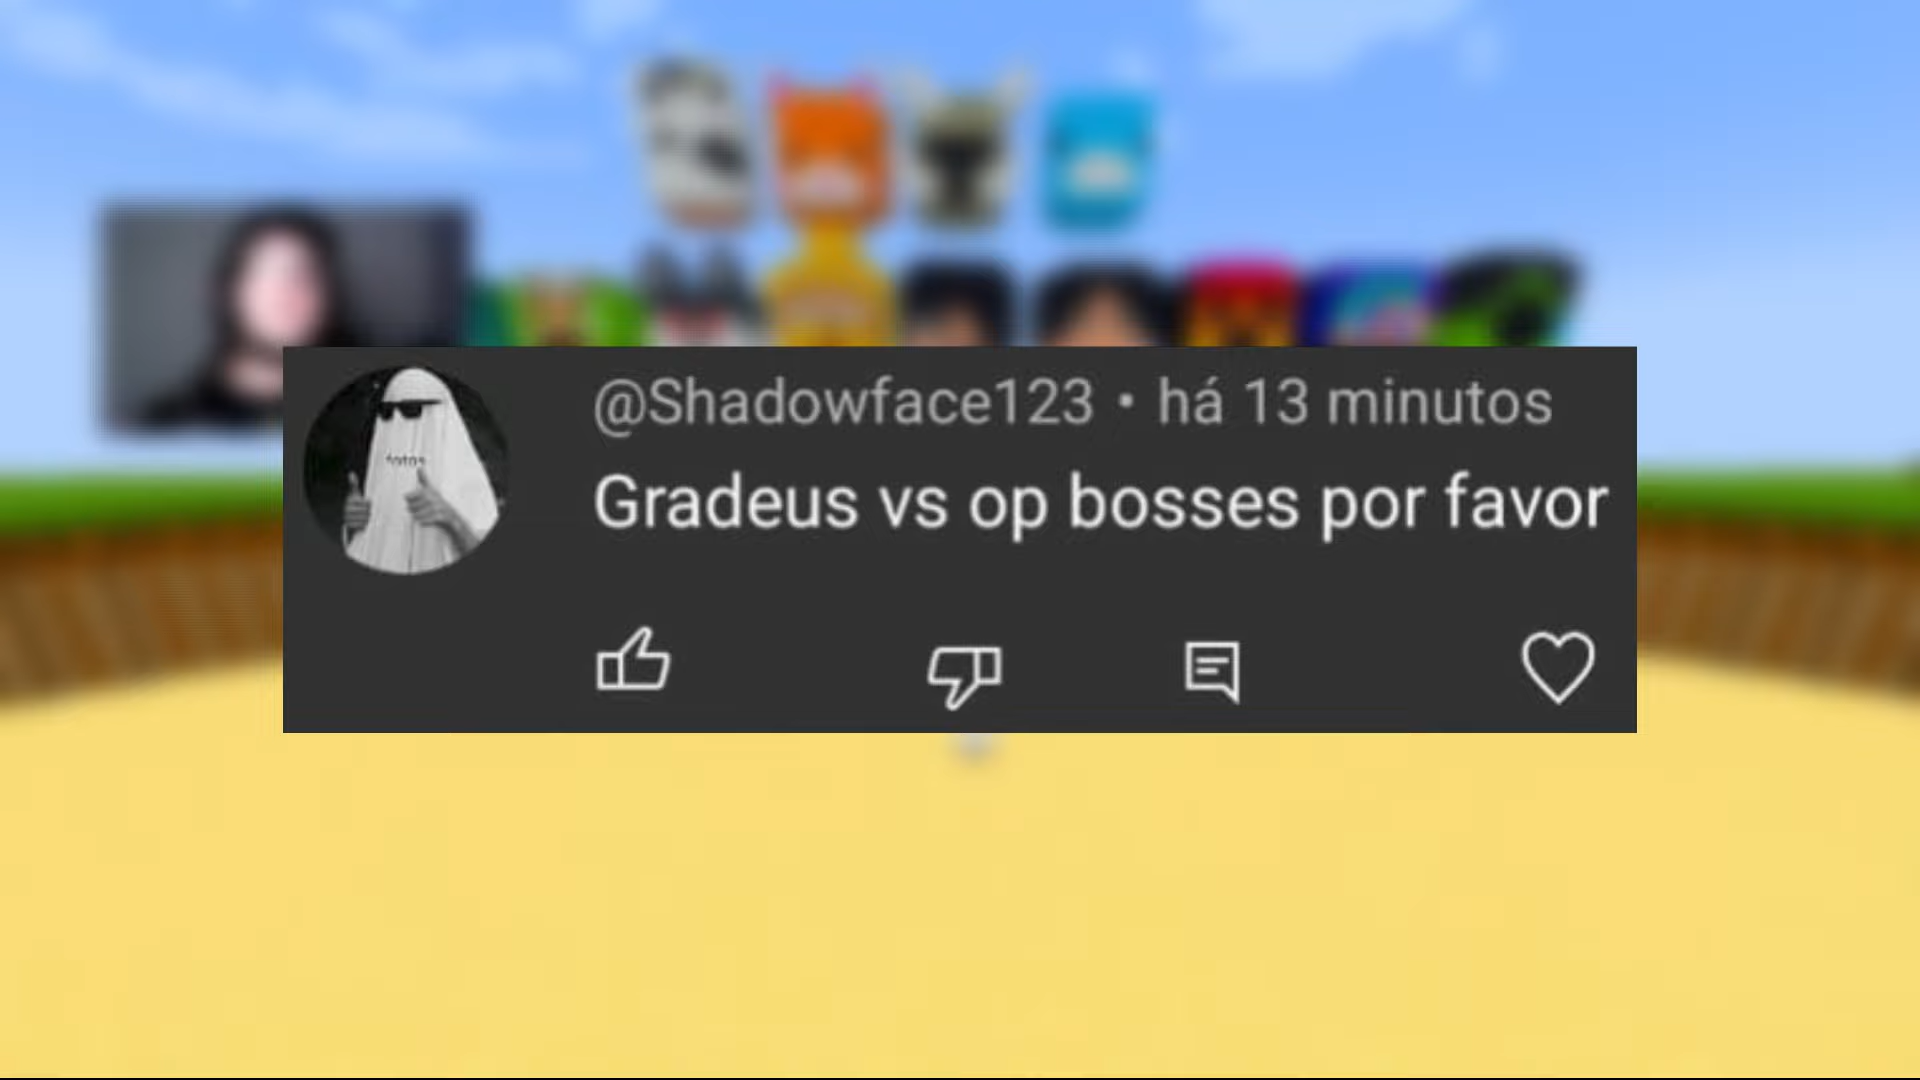 @Shadowface123 • há 13 minutos
Gradeus vs op bosses por favor